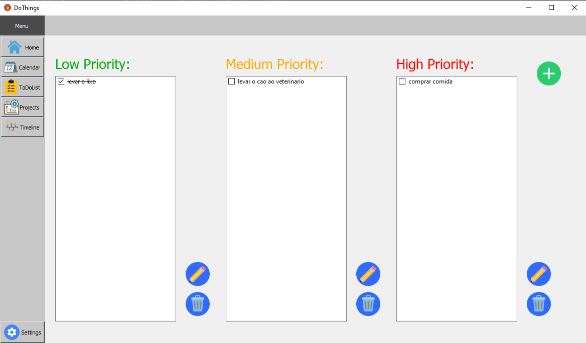 DoThings
Menu
Home
Calendar
ToDoList
Projects
Timeline
Settings
Low Priority:
levar o lixo
Medium Priority:
levar o cao ao veterinario
High Priority:
comprar comida